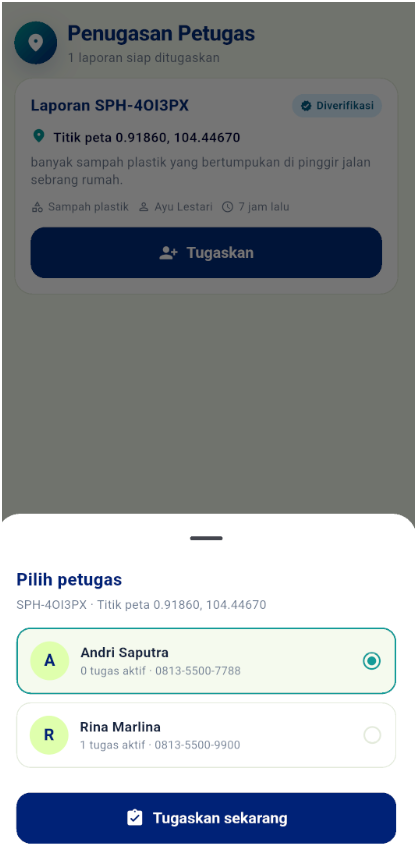 Penugasan Petugas
1 laporan siap ditugaskan
Laporan SPH-4OI3PX
Diverifikasi
Titik peta 0.91860, 104.44670
banyak sampah plastik yang bertumpukan di pinggir jalan
sebrang rumah.
Sampah plastik Ayu Lestari 7 jam lalu
Tugaskan
Pilih petugas
SPH-4OI3PX · Titik peta 0.91860, 104.44670
A
Andri Saputra
0 tugas aktif · 0813-5500-7788
R
Rina Marlina
1 tugas aktif · 0813-5500-9900
Tugaskan sekarang